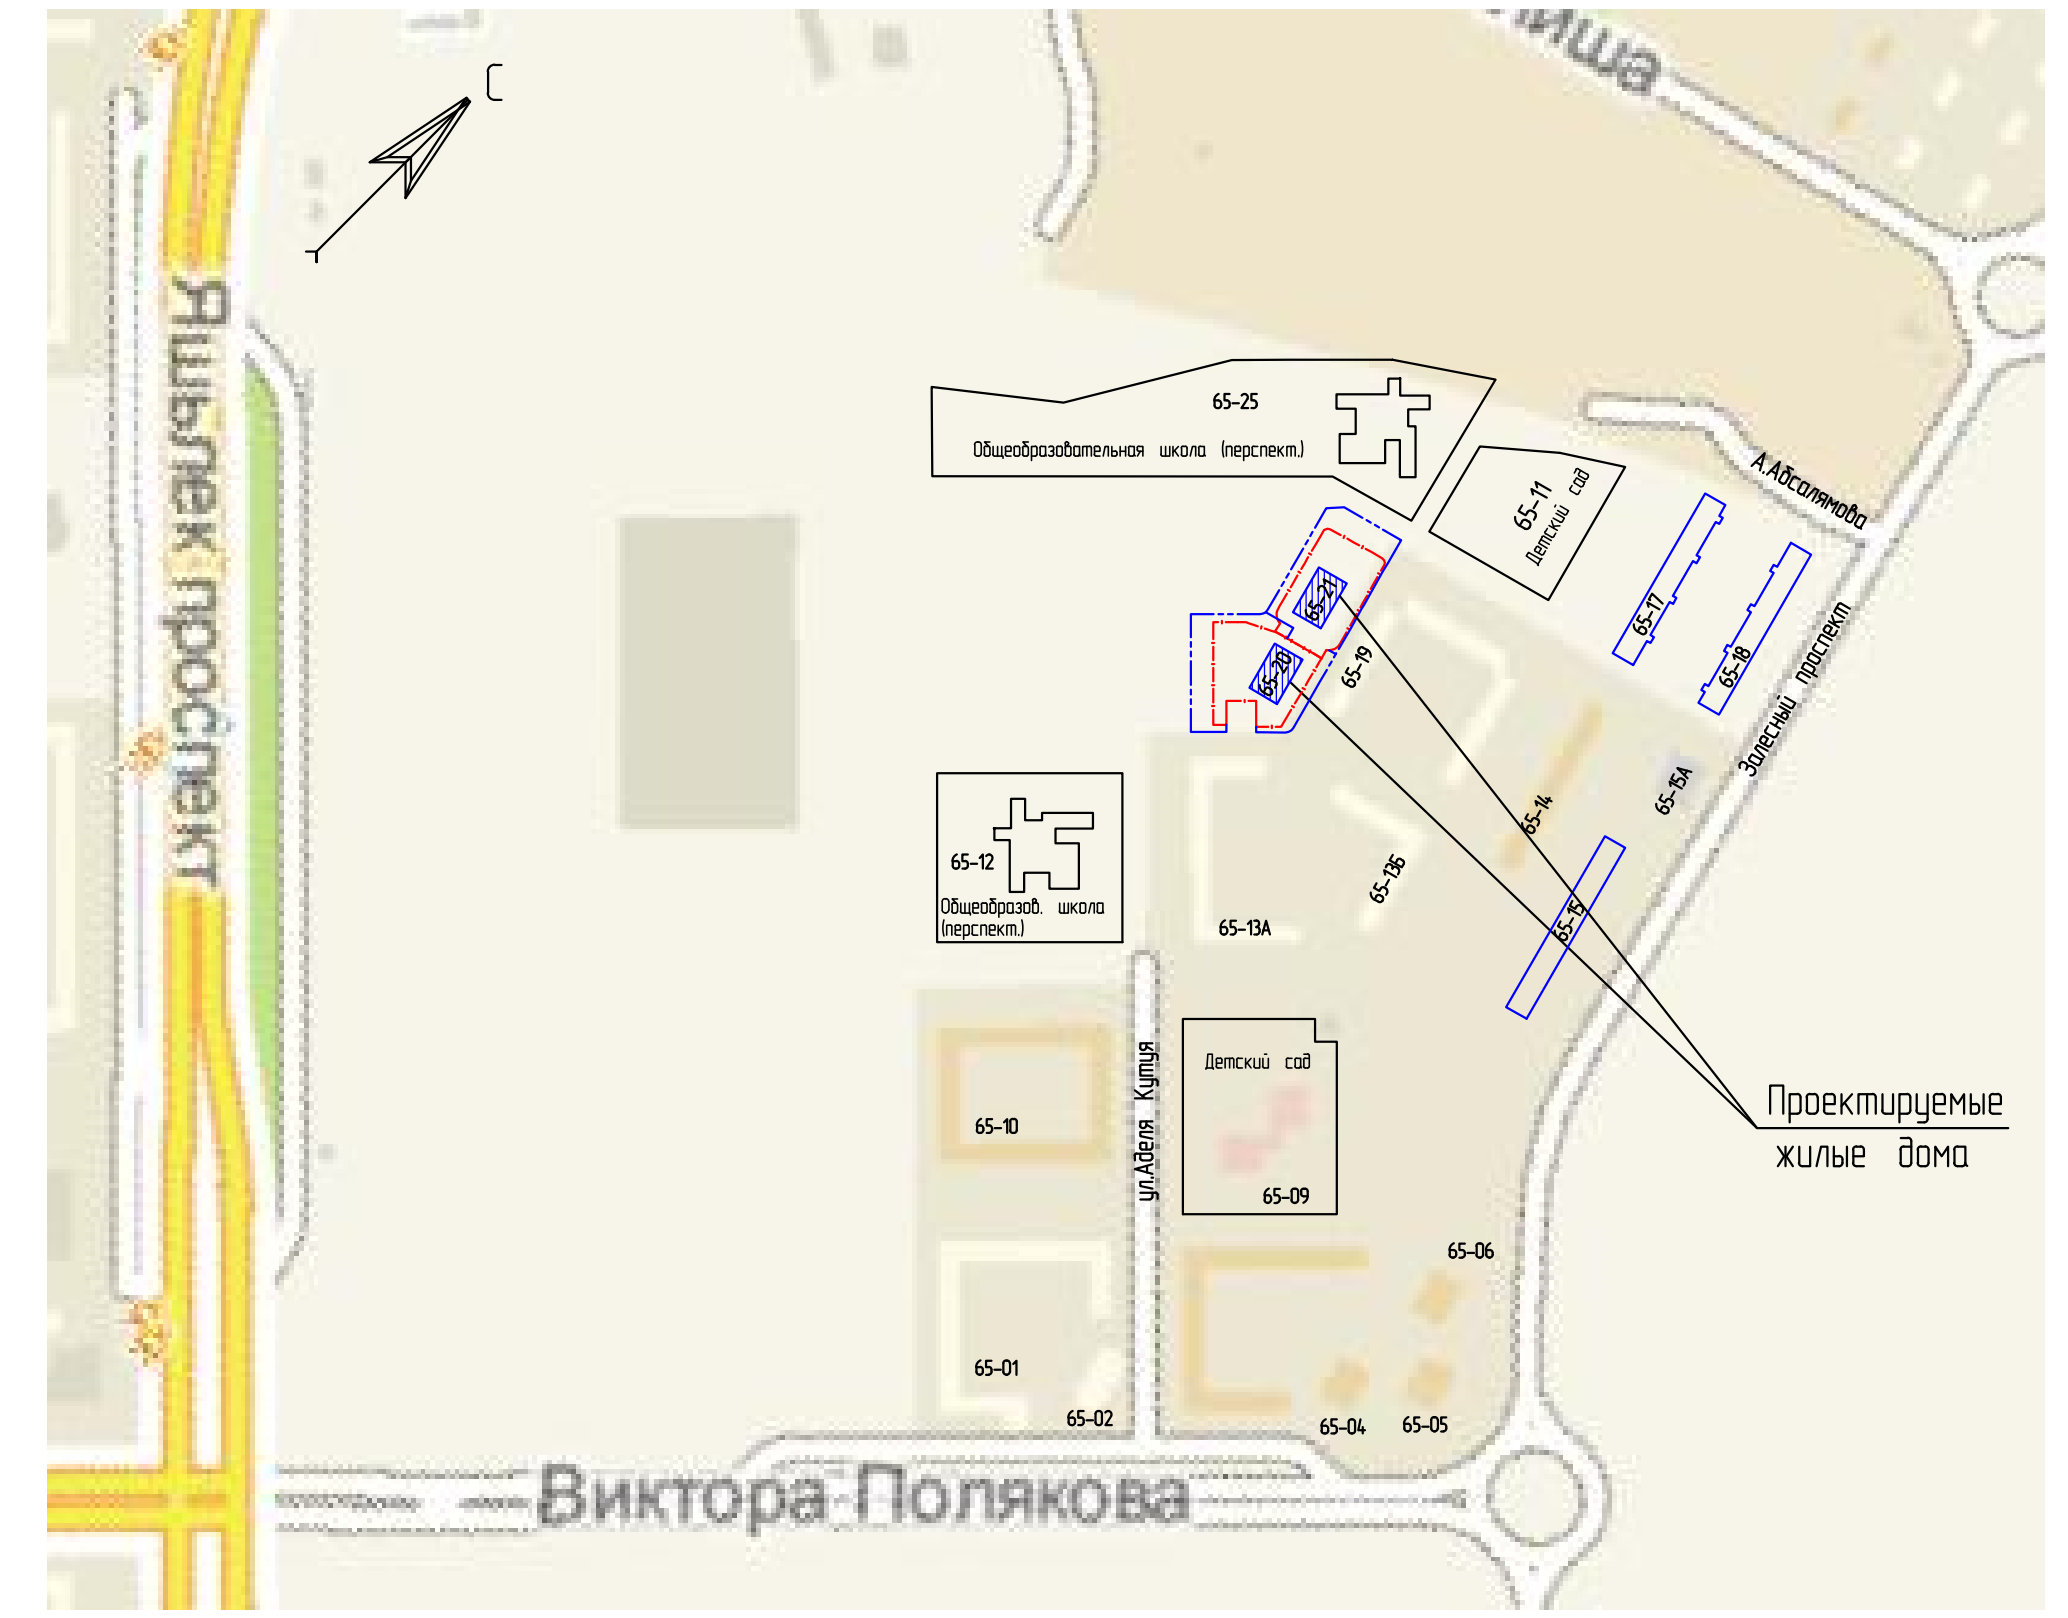 С
Ю
Яшьлек проспект
65-25
Общеобразовательная школа (перспект.)
65-11
Детский сад
А.Абсалямова
65-21
65-20
65-19
65-17
65-18
Залесный проспект
65-15А
65-14
65-13Б
65-15
65-12
Общеобразов. школа
(перспект.)
65-13А
ул.Аделя Кутуя
Детский сад
65-10
65-09
Проектируемые
жилые дома
65-06
65-01
65-02
65-04
65-05
Виктора Полякова